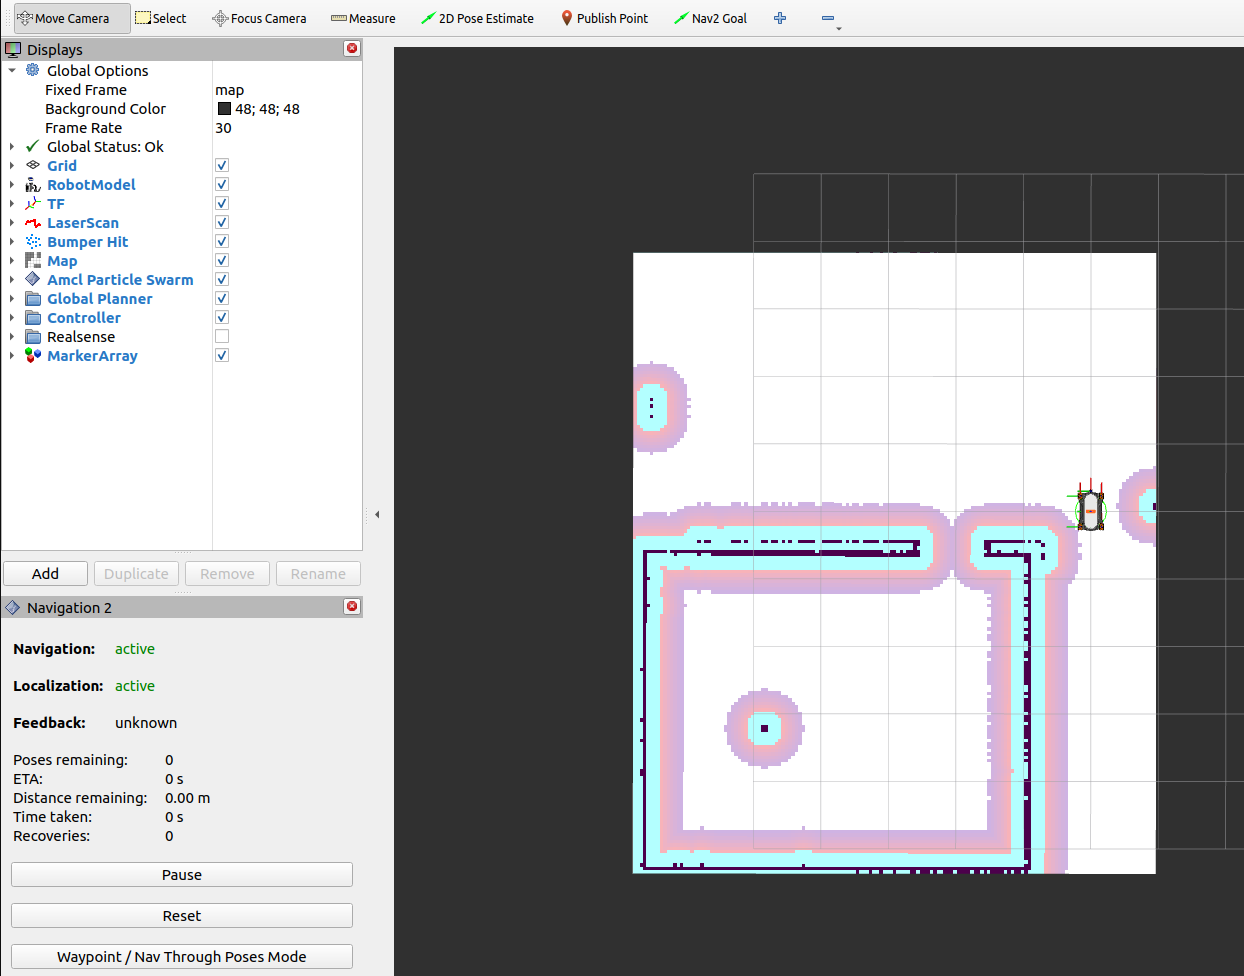 Move Camera Select Focus Camera Measure 2D Pose Estimate Publish Point Nav2 Goal
Displays
Global Options
Fixed Frame map
Background Color 48; 48; 48
Frame Rate 30
Global Status: Ok
Grid
RobotModel
TF
LaserScan
Bumper Hit
Map
Amcl Particle Swarm
Global Planner
Controller
Realsense
MarkerArray
Add Duplicate Remove Rename
Navigation 2
Navigation: active
Localization: active
Feedback: unknown
Poses remaining: 0
ETA: 0 s
Distance remaining: 0.00 m
Time taken: 0 s
Recoveries: 0
Pause
Reset
Waypoint / Nav Through Poses Mode